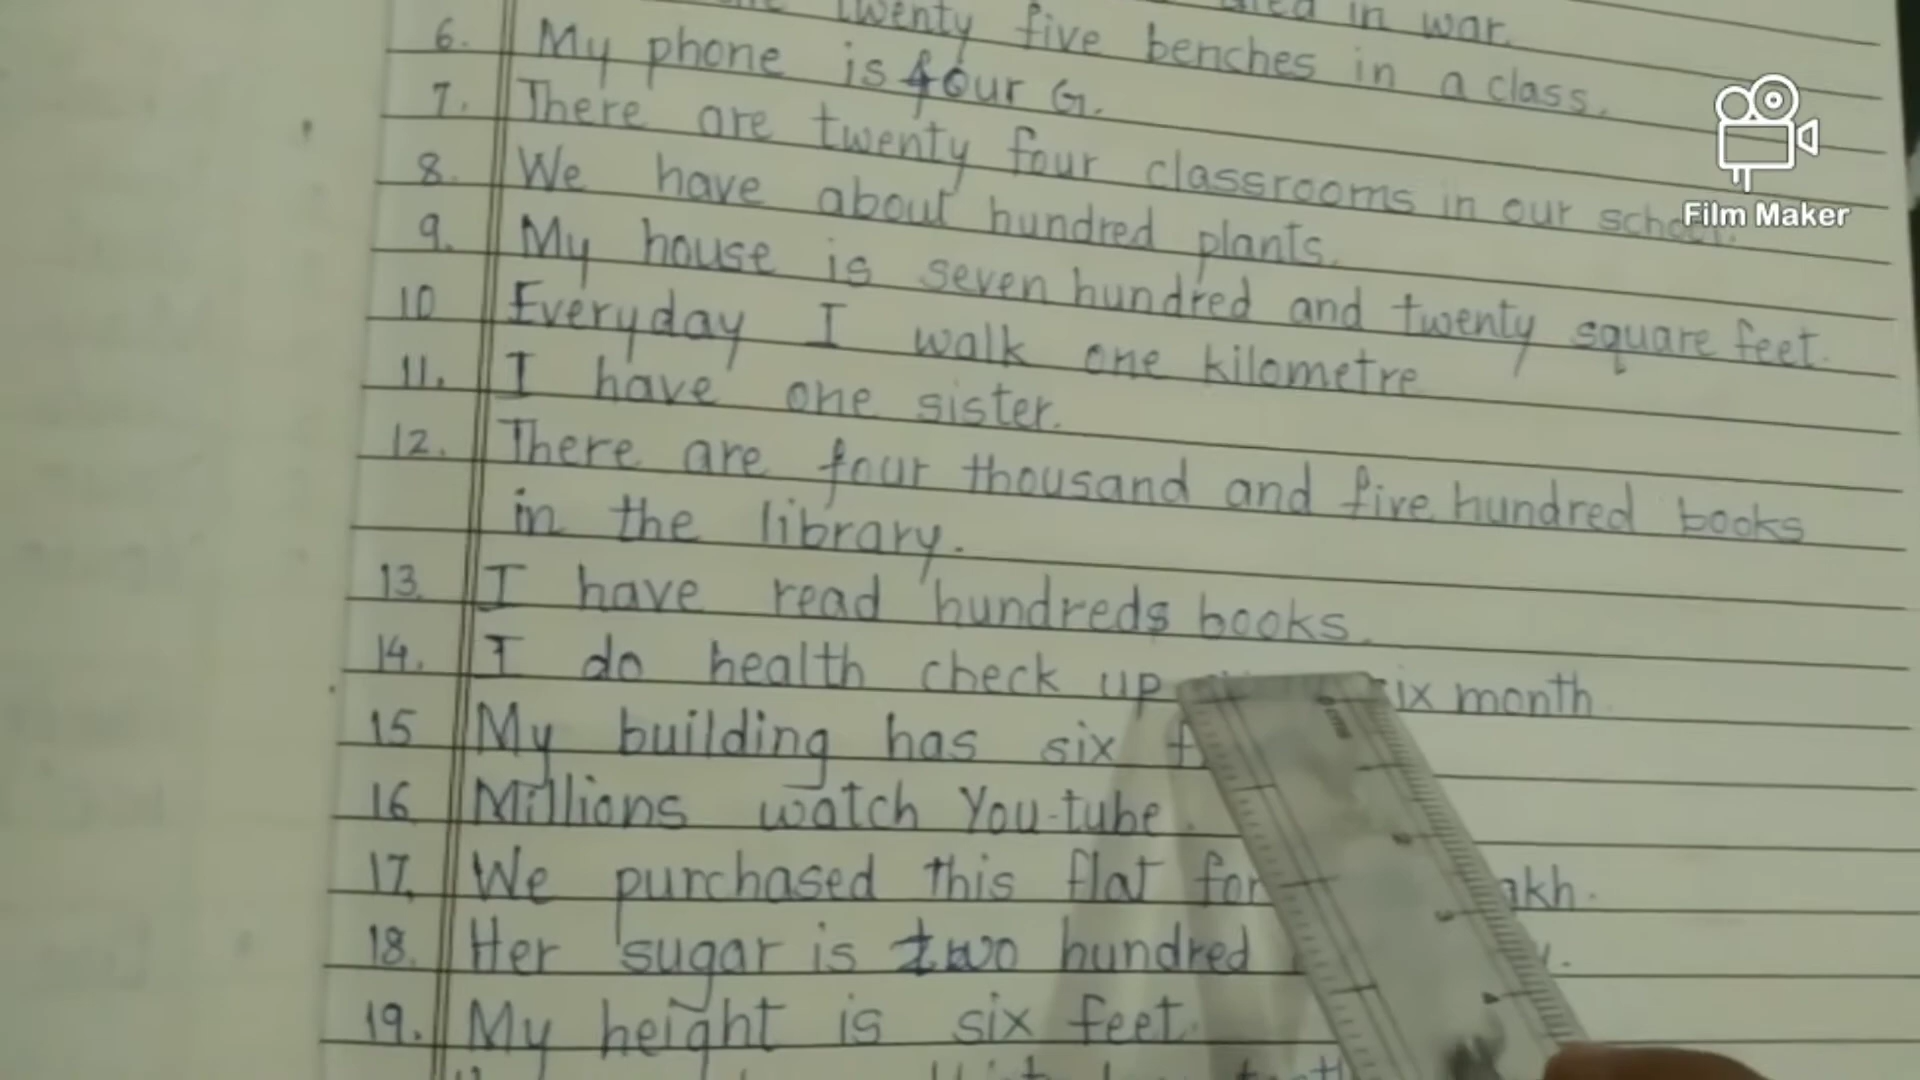 in war.
twenty five benches in a class.
6. My phone is four G.
7. There are twenty four classrooms in our school.
8. We have about hundred plants.
9. My house is seven hundred and twenty square feet.
10 Everyday I walk one kilometre
11. I have one sister.
12. There are four thousand and five hundred books
in the library.
13. I have read hundreds books.
14. I do health check up six month
15 My building has six
16 Millions watch You-tube.
17. We purchased this flat for
18. Her sugar is two hundred
19. My height is six feet.
Film Maker